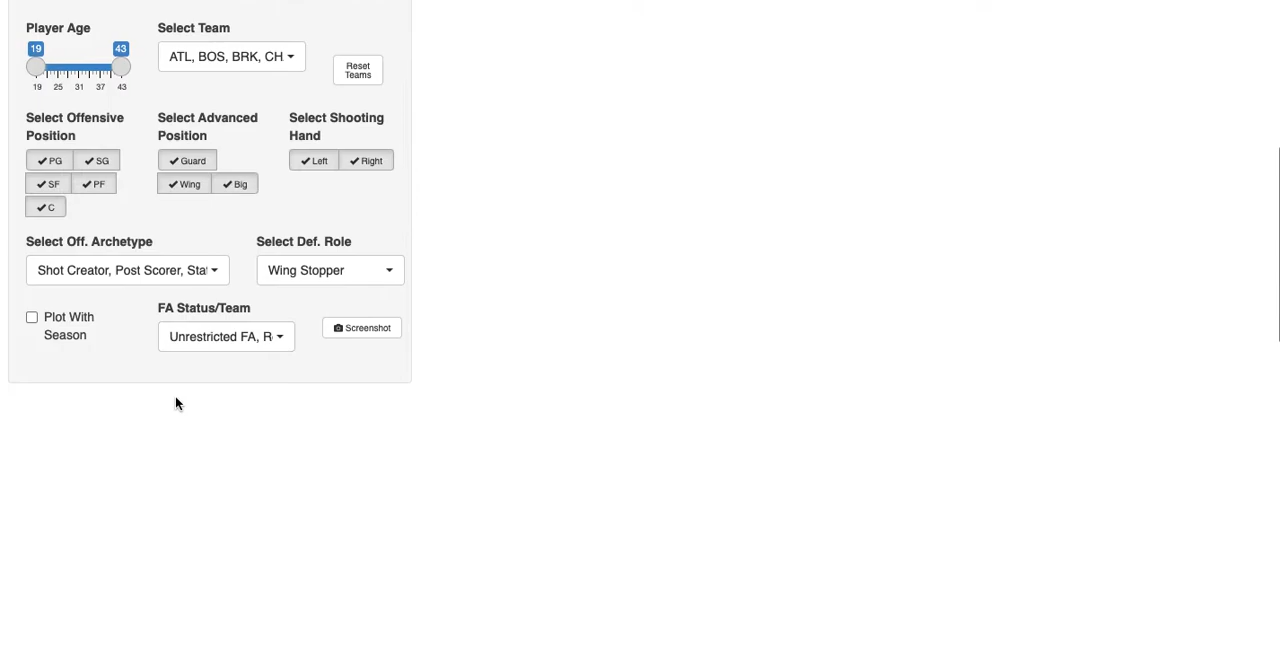 Player Age
Select Team
19
43
ATL, BOS, BRK, CH
Reset
Teams
19 25 31 37 43
Select Offensive
Position
Select Advanced
Position
Select Shooting
Hand
PG
SG
Guard
Left
Right
SF
PF
Wing
Big
C
Select Off. Archetype
Select Def. Role
Shot Creator, Post Scorer, Sta
Wing Stopper
Plot With
Season
FA Status/Team
Unrestricted FA, R
Screenshot